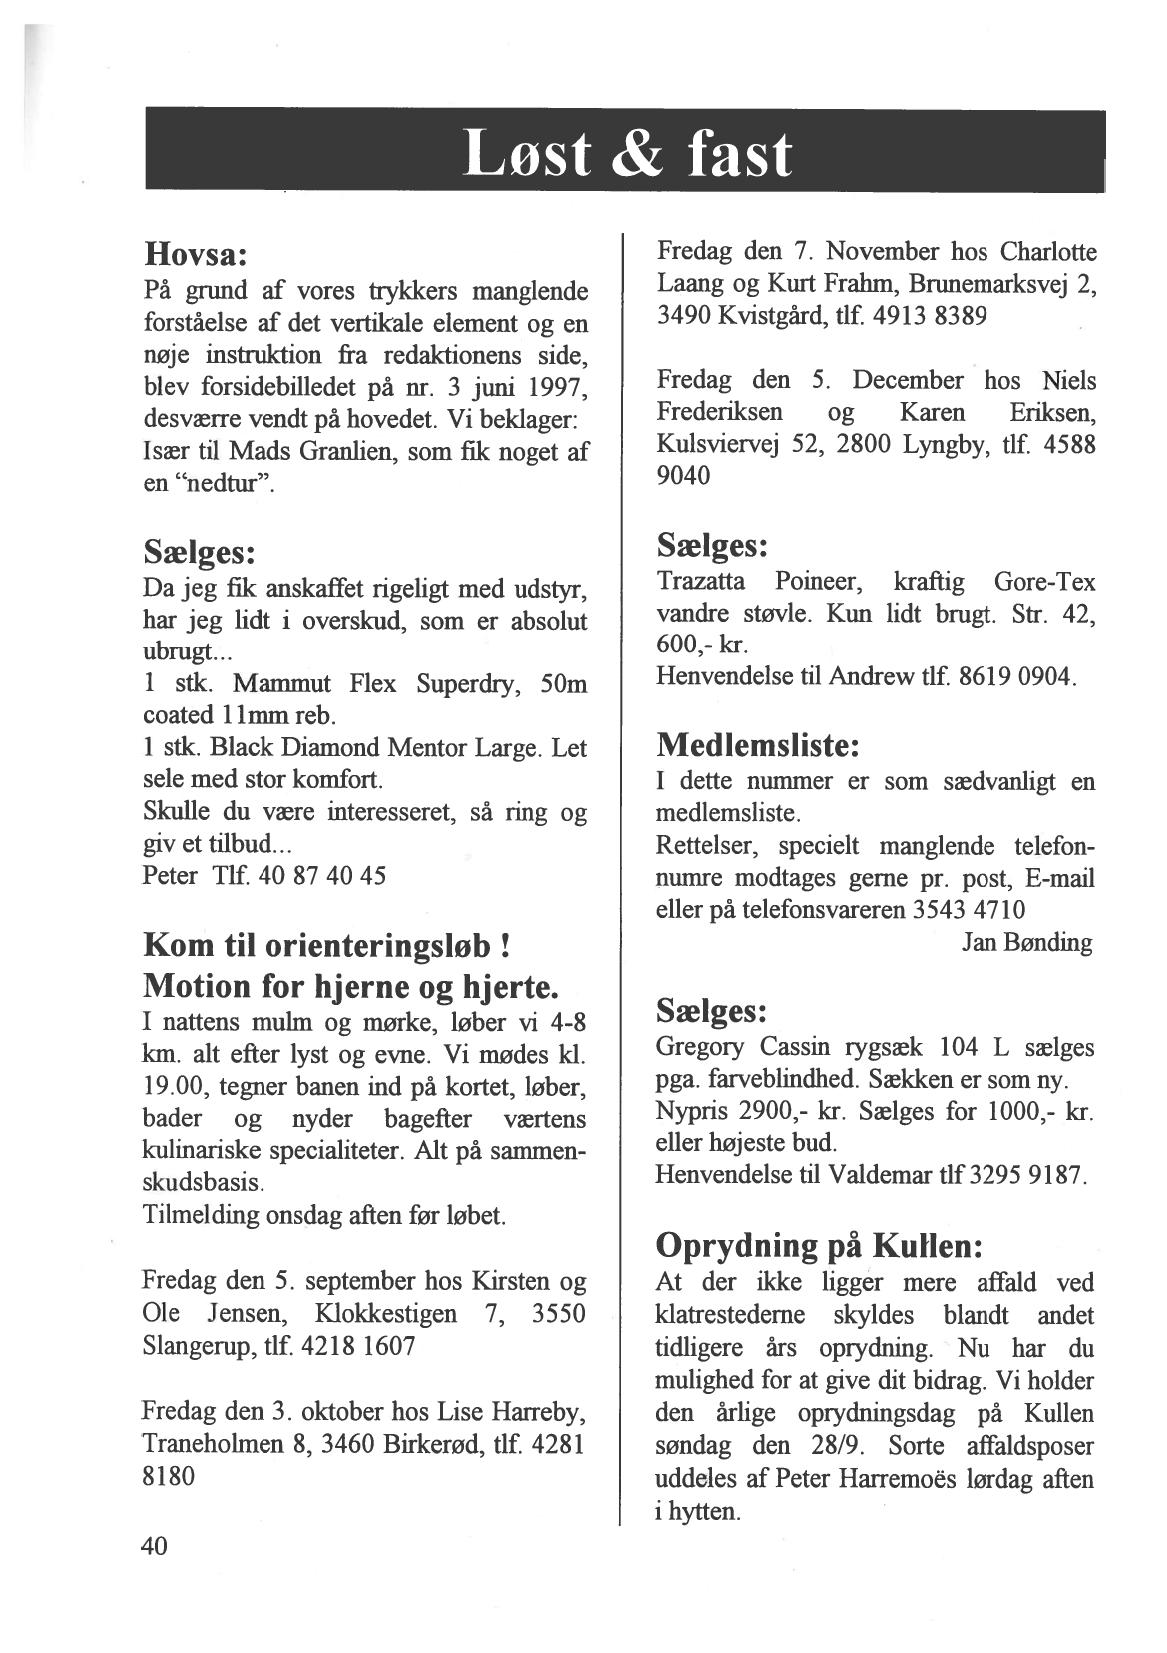 Løst & fast
Hovsa:
På grund af vores trykkers manglende
forståelse af det vertikale element og en
nøje instruktion fra redaktionens side,
blev forsidebilledet på nr. 3 juni 1997,
desværre vendt på hovedet. Vi beklager:
Især til Mads Granlien, som fik noget af
en “nedtur”.
Sælges:
Da jeg fik anskaffet rigeligt med udstyr,
har jeg lidt i overskud, som er absolut
ubrugt...
1 stk. Mammut Flex Superdry, 50m
coated 11mm reb.
1 stk. Black Diamond Mentor Large. Let
sele med stor komfort.
Skulle du være interesseret, så ring og
giv et tilbud...
Peter Tlf. 40 87 40 45
Kom til orienteringsløb !
Motion for hjerne og hjerte.
I nattens mulm og mørke, løber vi 4-8
km. alt efter lyst og evne. Vi mødes kl.
19.00, tegner banen ind på kortet, løber,
bader og nyder bagefter værtens
kulinariske specialiteter. Alt på sammen-
skudsbasis.
Tilmelding onsdag aften før løbet.
Fredag den 5. september hos Kirsten og
Ole Jensen, Klokkestigen 7, 3550
Slangerup, tlf. 4218 1607
Fredag den 3. oktober hos Lise Harreby,
Traneholmen 8, 3460 Birkerød, tlf. 4281
8180
40
Fredag den 7. November hos Charlotte
Laang og Kurt Frahm, Brunemarksvej 2,
3490 Kvistgård, tlf. 4913 8389
Fredag den 5. December hos Niels
Frederiksen og Karen Eriksen,
Kulsviervej 52, 2800 Lyngby, tlf. 4588
9040
Sælges:
Trazatta Poineer, kraftig Gore-Tex
vandre støvle. Kun lidt brugt. Str. 42,
600,- kr.
Henvendelse til Andrew tlf. 8619 0904.
Medlemsliste:
I dette nummer er som sædvanligt en
medlemsliste.
Rettelser, specielt manglende telefon-
numre modtages gerne pr. post, E-mail
eller på telefonsvareren 3543 4710
Jan Bønding
Sælges:
Gregory Cassin rygsæk 104 L sælges
pga. farveblindhed. Sækken er som ny.
Nypris 2900,- kr. Sælges for 1000,- kr.
eller højeste bud.
Henvendelse til Valdemar tlf 3295 9187.
Oprydning på Kullen:
At der ikke ligger mere affald ved
klatrestederne skyldes blandt andet
tidligere års oprydning. Nu har du
mulighed for at give dit bidrag. Vi holder
den årlige oprydningsdag på Kullen
søndag den 28/9. Sorte affaldsposer
uddeles af Peter Harremoës lørdag aften
i hytten.